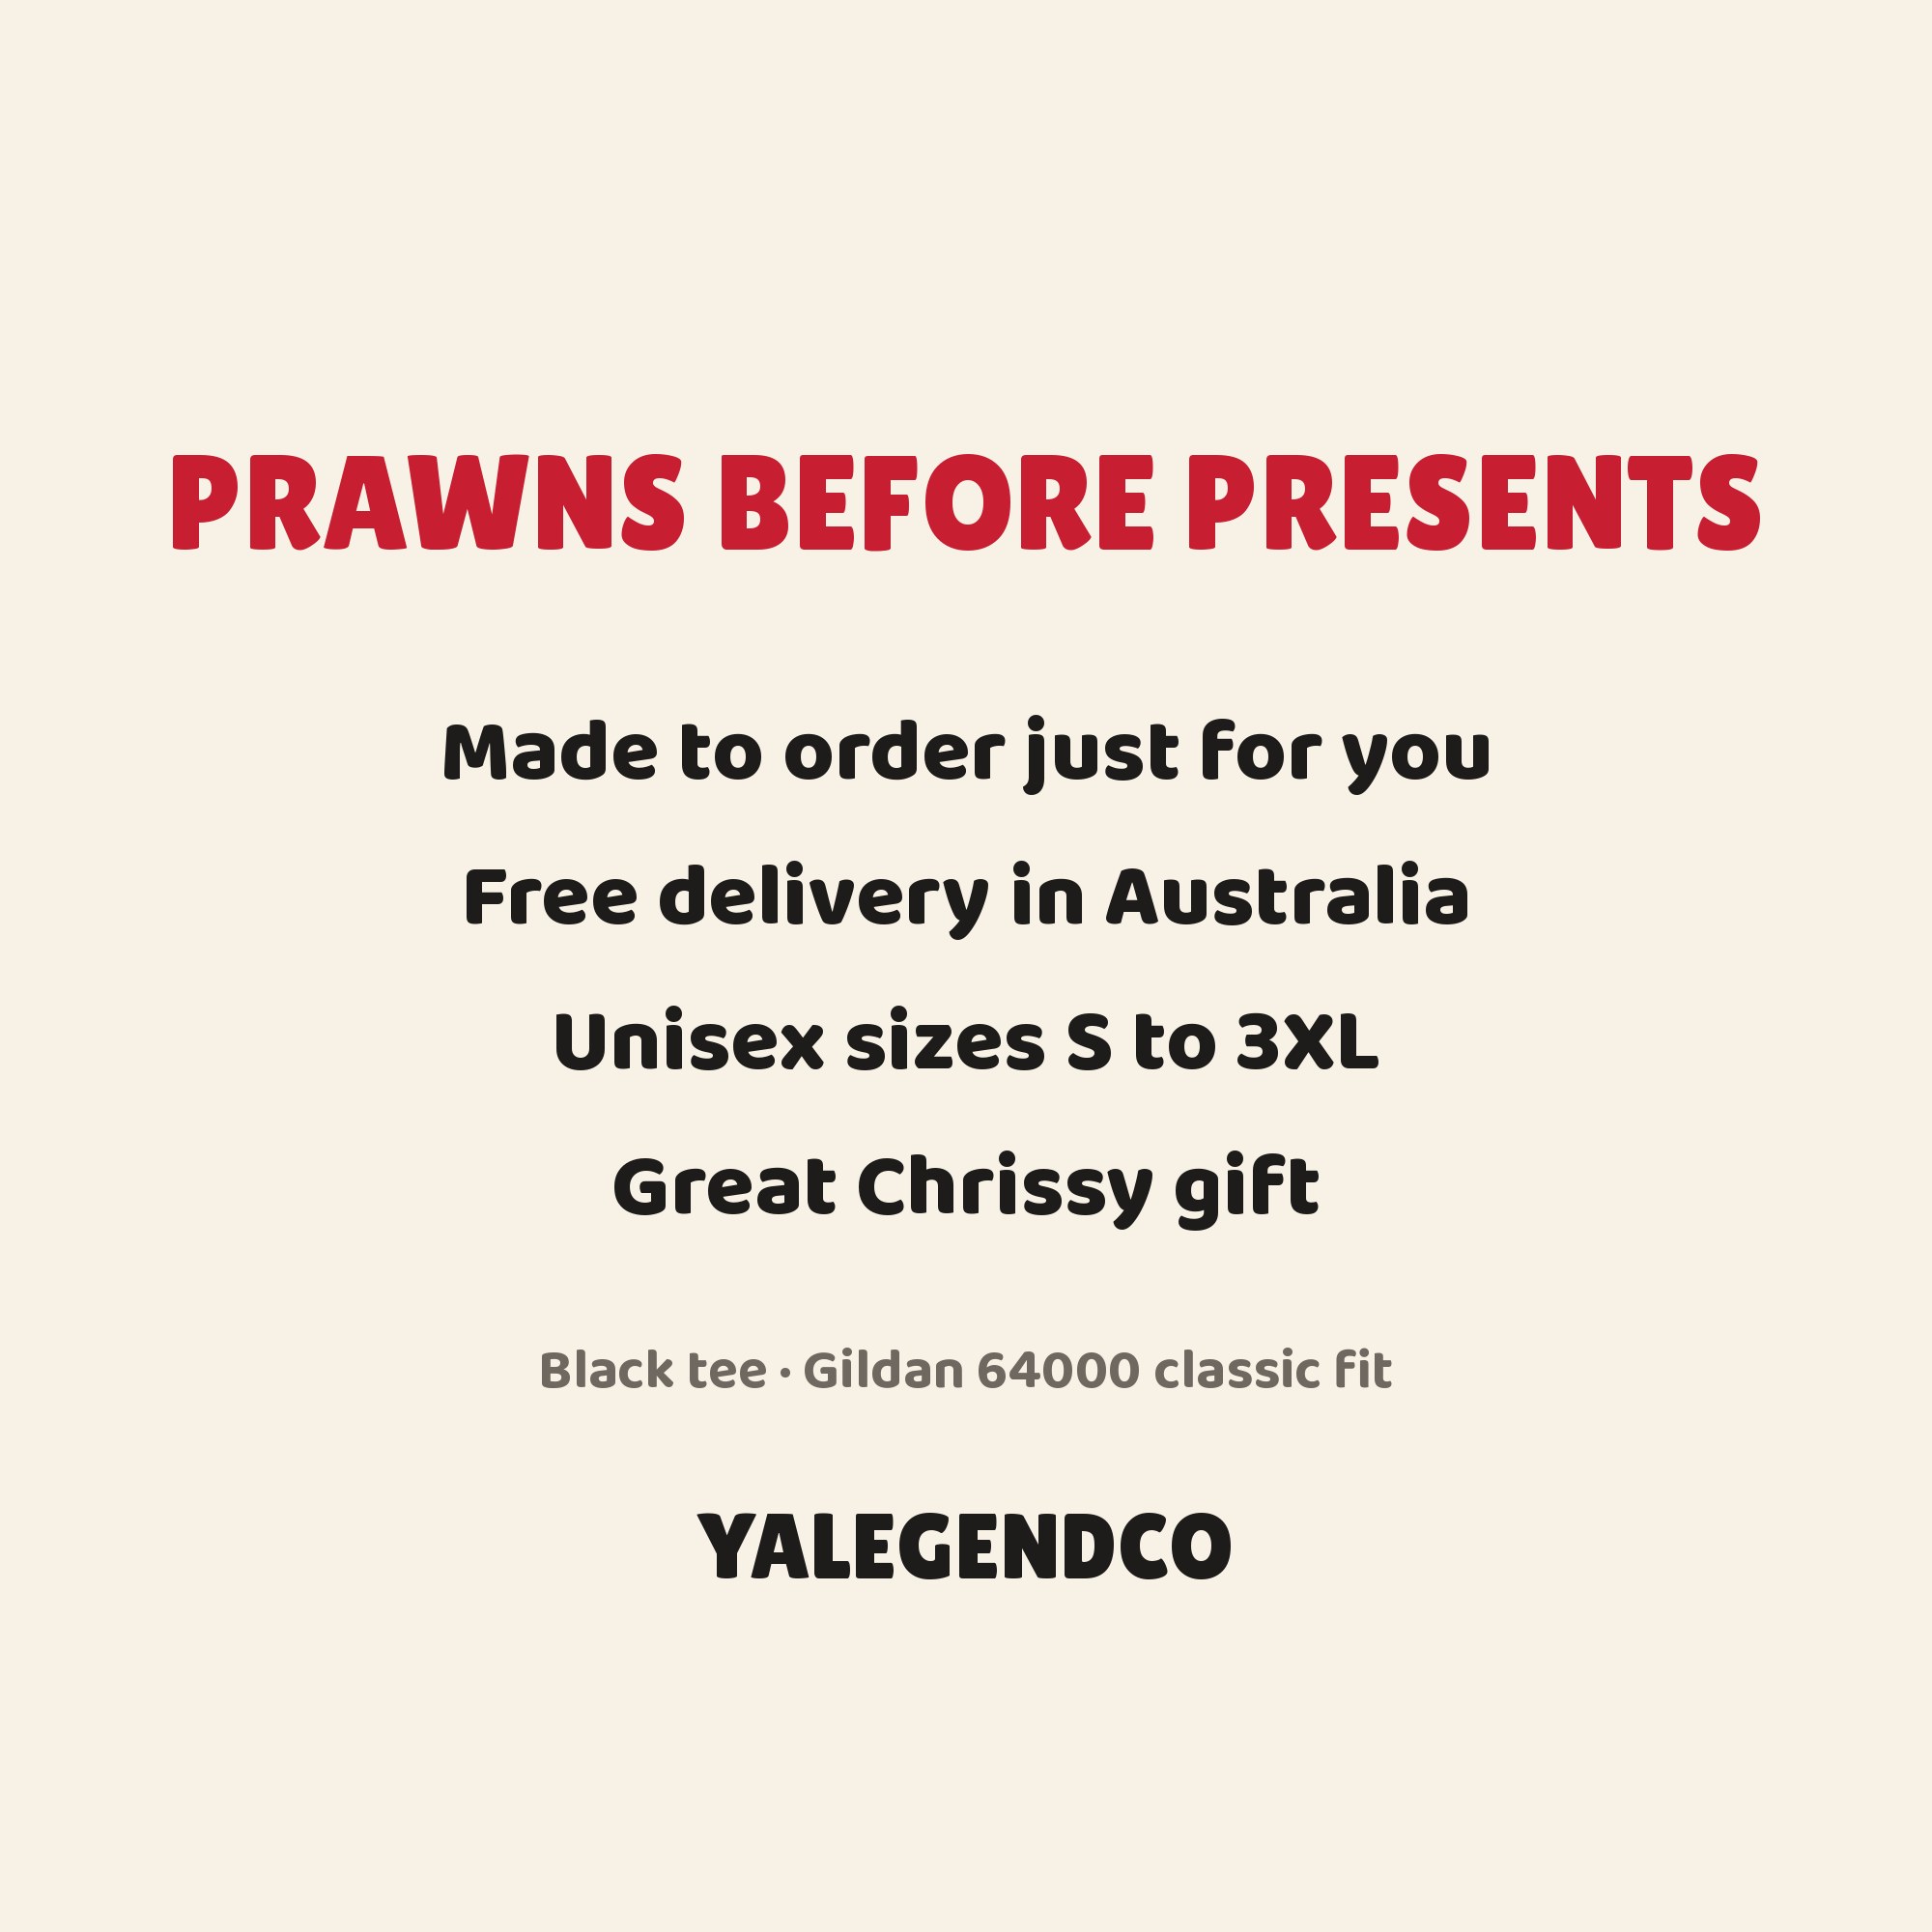 PRAWNS BEFORE PRESENTS
Made to order just for you
Free delivery in Australia
Unisex sizes S to 3XL
Great Chrissy gift
Black tee · Gildan 64000 classic fit
YALEGENDCO